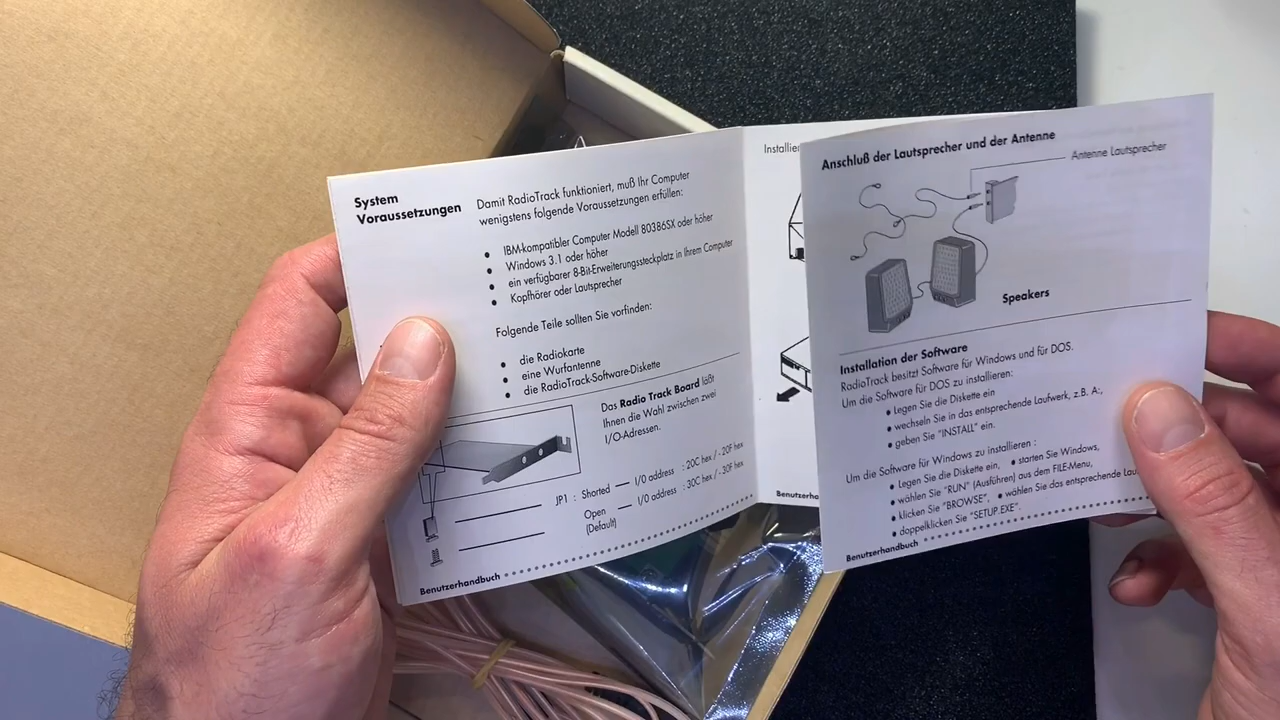 System
Voraussetzungen
Damit RadioTrack funktioniert, muß Ihr Computer
wenigstens folgende Voraussetzungen erfüllen:
• IBM-kompatibler Computer Modell 80386SX oder höher
• Windows 3.1 oder höher
• ein verfügbarer 8-Bit-Erweiterungssteckplatz in Ihrem Computer
• Kopfhörer oder Lautsprecher
Folgende Teile sollten Sie vorfinden:
• die Radiokarte
• eine Wurfantenne
• die RadioTrack-Software-Diskette
Das Radio Track Board läßt
Ihnen die Wahl zwischen zwei
I/O-Adressen.
JP1 : Shorted — I/O address : 20C hex / - 20F hex
Open — I/O address : 30C hex / - 30F hex
(Default)
Benutzerhandbuch
Installie
Benutzerha
Anschluß der Lautsprecher und der Antenne
Antenne Lautsprecher
Speakers
Installation der Software
RadioTrack besitzt Software für Windows und für DOS.
Um die Software für DOS zu installieren:
• Legen Sie die Diskette ein
• wechseln Sie in das entsprechende Laufwerk, z.B. A:,
• geben Sie "INSTALL" ein.
Um die Software für Windows zu installieren :
• Legen Sie die Diskette ein, • starten Sie Windows,
• wählen Sie "RUN" (Ausführen) aus dem FILE-Menu,
• klicken Sie "BROWSE", • wählen Sie das entsprechende Lau
• doppelklicken Sie "SETUP.EXE".
Benutzerhandbuch